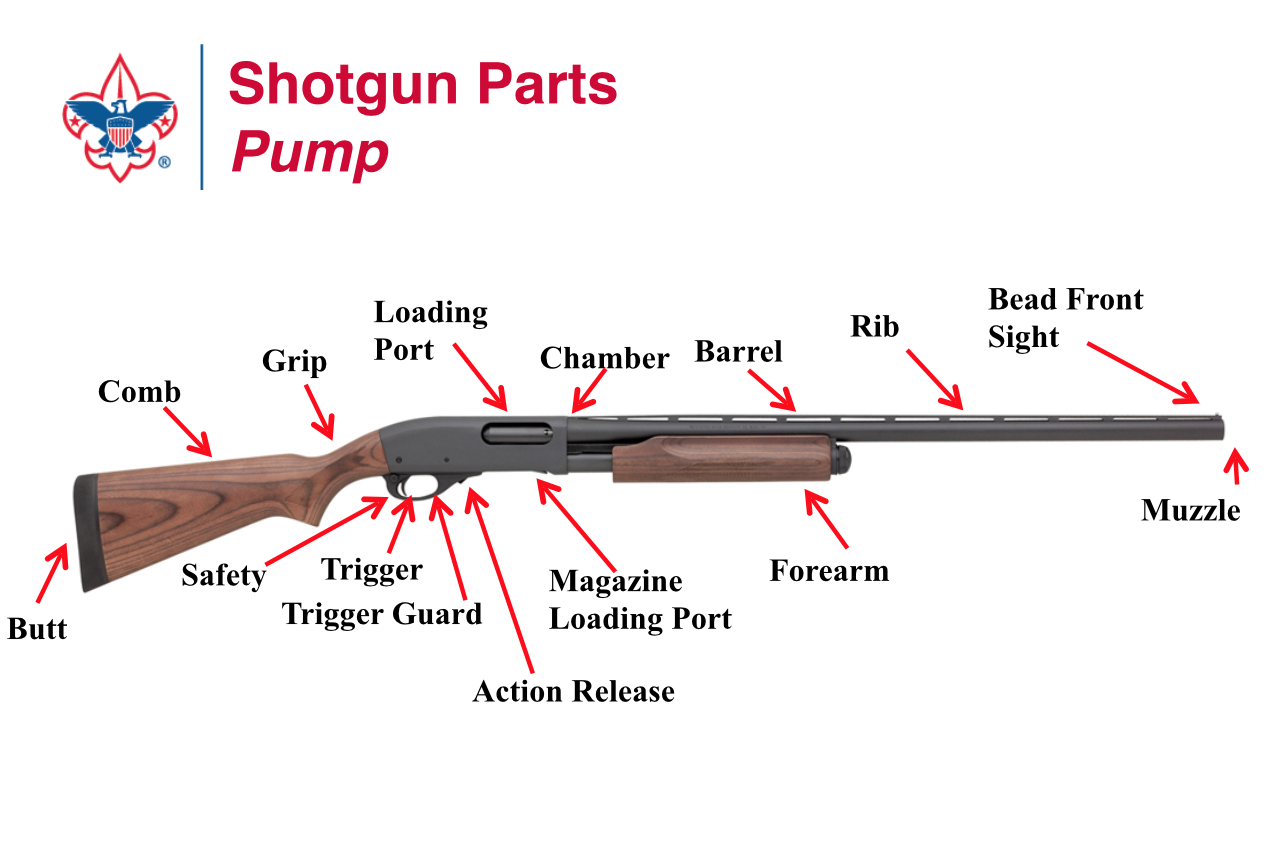 Shotgun Parts
Pump
®
Bead Front
Sight
Loading
Port
Rib
Chamber
Barrel
Grip
Comb
Muzzle
Safety
Trigger
Magazine
Loading Port
Forearm
Trigger Guard
Butt
Action Release